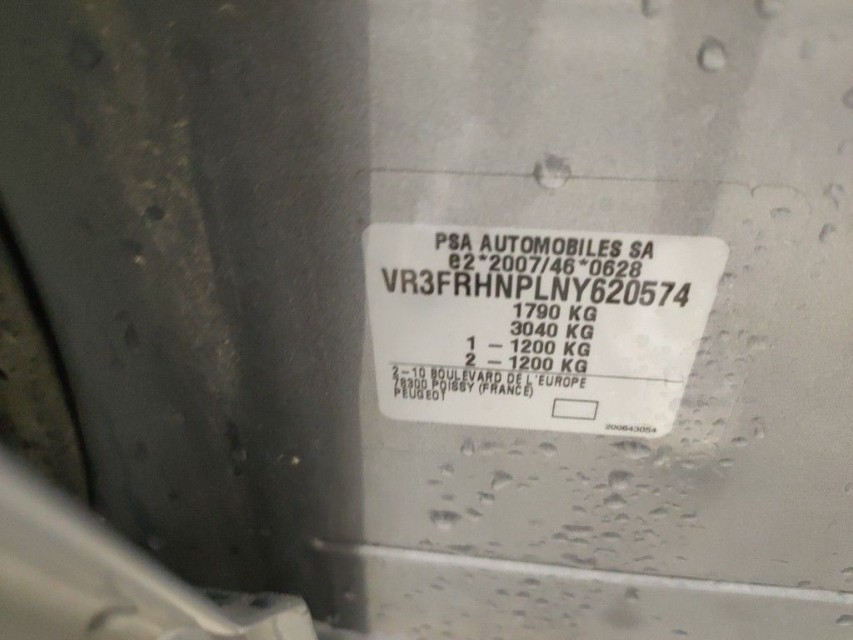 PSA AUTOMOBILES SA
e2*2007/46*0628
VR3FRHNPLNY620574
1790 KG
3040 KG
1 - 1200 KG
2 - 1200 KG
2-10 BOULEVARD DE L'EUROPE
78300 POISSY (FRANCE)
PEUGEOT
200643054